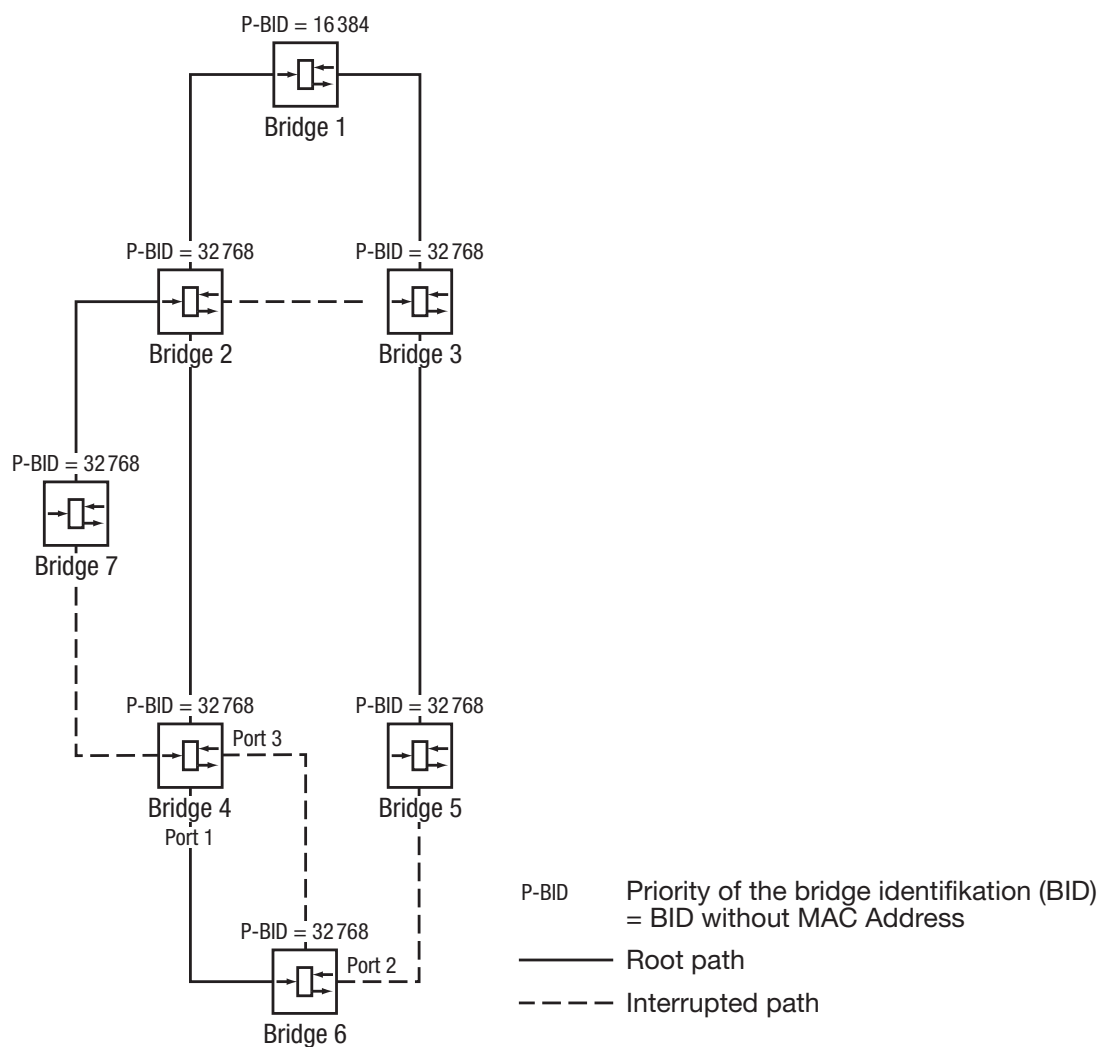 P-BID = 16 384
Bridge 1
P-BID = 32 768
P-BID = 32 768
Bridge 2
Bridge 3
P-BID = 32 768
Bridge 7
P-BID = 32 768
P-BID = 32 768
Port 3
Bridge 4
Bridge 5
Port 1
P-BID = 32 768
Port 2
Bridge 6
P-BID Priority of the bridge identifikation (BID)
= BID without MAC Address
Root path
Interrupted path